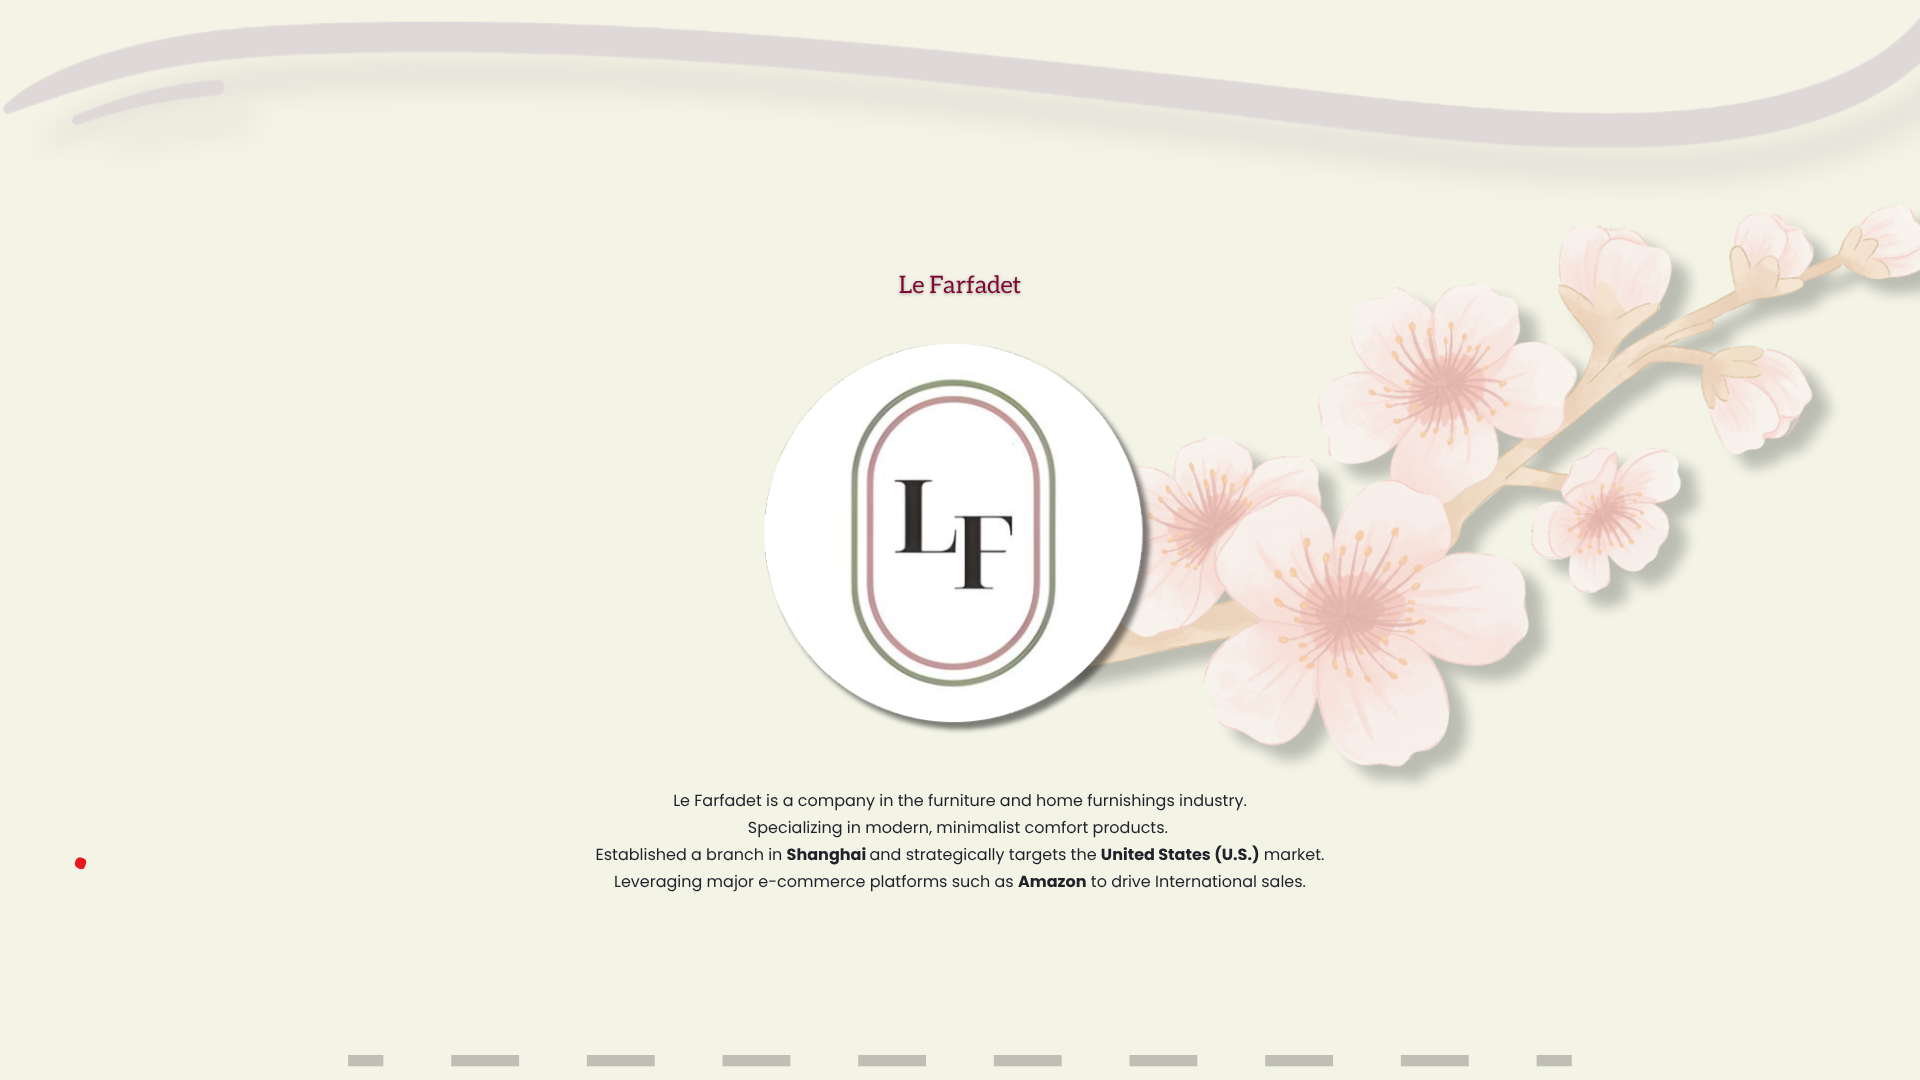 Le Farfadet
LF
Le Farfadet is a company in the furniture and home furnishings industry.
Specializing in modern, minimalist comfort products.
Established a branch in Shanghai and strategically targets the United States (U.S.) market.
Leveraging major e-commerce platforms such as Amazon to drive International sales.